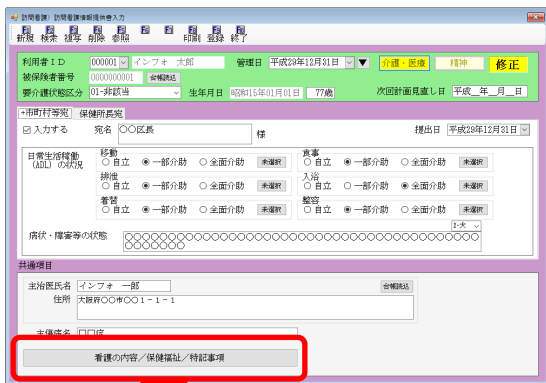 訪問看護）訪問看護情報提供書入力
新規 検索 複写 削除 参照 印刷 登録 終了
利用者ID 000001 インフォ 太郎 管理日 平成29年12月31日 ▼ 介護・医療 精神 修正
被保険者番号 0000000001 台帳読込
要介護状態区分 01-非該当 生年月日 昭和15年01月01日 77歳 次回計画見直し日 平成__年__月__日
*市町村等宛 保健所長宛
入力する 宛名 〇〇区長 様 提出日 平成29年12月31日
日常生活移働 移動 食事
(ADL) の状況 自立 一部介助 全面介助 未選択 自立 一部介助 全面介助 未選択
排泄 入浴
自立 一部介助 全面介助 未選択 自立 一部介助 全面介助 未選択
着替 整容
自立 一部介助 全面介助 未選択 自立 一部介助 全面介助 未選択
病状・障害等の状態
共通項目
主治医氏名 インフォ 一郎 台帳読込
住所 大阪府〇〇市〇〇1-1-1
主傷病名 □□症
看護の内容／保健福祉／特記事項